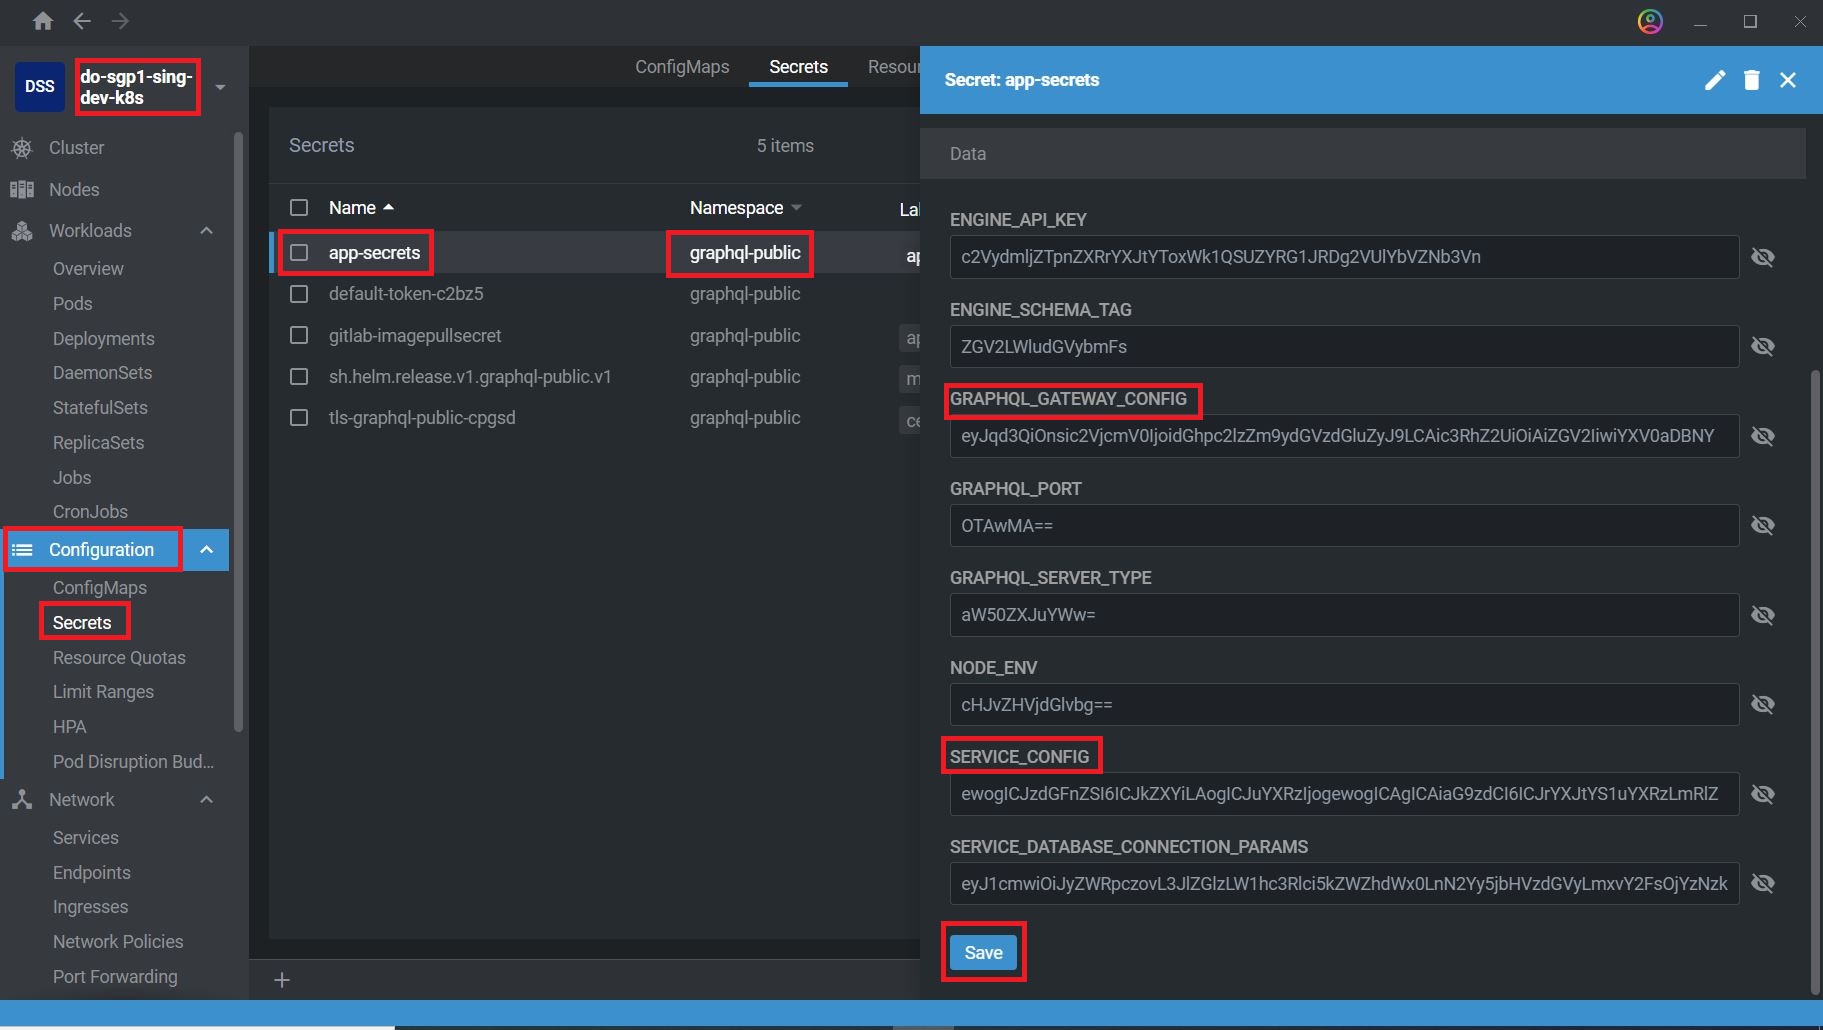 DSS
do-sgp1-sing-
dev-k8s
Cluster
Nodes
Workloads
Overview
Pods
Deployments
DaemonSets
StatefulSets
ReplicaSets
Jobs
CronJobs
Configuration
ConfigMaps
Secrets
Resource Quotas
Limit Ranges
HPA
Pod Disruption Bud...
Network
Services
Endpoints
Ingresses
Network Policies
Port Forwarding
ConfigMaps Secrets Resour
Secrets 5 items
Name Namespace Lal
app-secrets graphql-public ap
default-token-c2bz5 graphql-public
gitlab-imagepullsecret graphql-public ap
sh.helm.release.v1.graphql-public.v1 graphql-public m
tls-graphql-public-cpgsd graphql-public ce
+
Secret: app-secrets
Data
ENGINE_API_KEY
c2VydmljZTpnZXRrYXJtYToxWk1QSUZYRG1JRDg2VUlYbVZNb3Vn
ENGINE_SCHEMA_TAG
ZGV2LWludGVybmFs
GRAPHQL_GATEWAY_CONFIG
eyJqd3QiOnsic2VjcmV0IjoidGhpc2lzZm9ydGVzdGluZyJ9LCAic3RhZ2UiOiAiZGV2IiwiYXV0aDBNY
GRAPHQL_PORT
OTAwMA==
GRAPHQL_SERVER_TYPE
aW50ZXJuYWw=
NODE_ENV
cHJvZHVjdGlvbg==
SERVICE_CONFIG
ewogICJzdGFnZSI6ICJkZXYiLAogICJuYXRzIjogewogICAgICAiaG9zdCI6ICJrYXJtYS1uYXRzLmRlZ
SERVICE_DATABASE_CONNECTION_PARAMS
eyJ1cmwiOiJyZWRpczovL3JlZGlzLW1hc3Rlci5kZWZhdWx0LnN2Yy5jbHVzdGVyLmxvY2FsOjYzNzk
Save